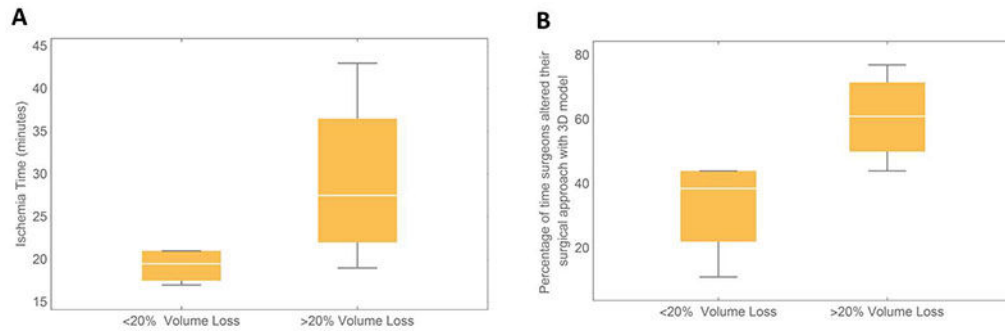 A
Ischemia Time (minutes)
45
40
35
30
25
20
15
<20% Volume Loss
>20% Volume Loss
B
Percentage of time surgeons altered their
surgical approach with 3D model
80
60
40
20
<20% Volume Loss
>20% Volume Loss